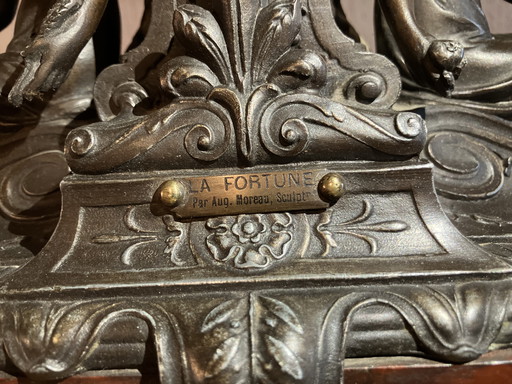 LA FORTUNE
Par Aug. Moreau, Sculpt.